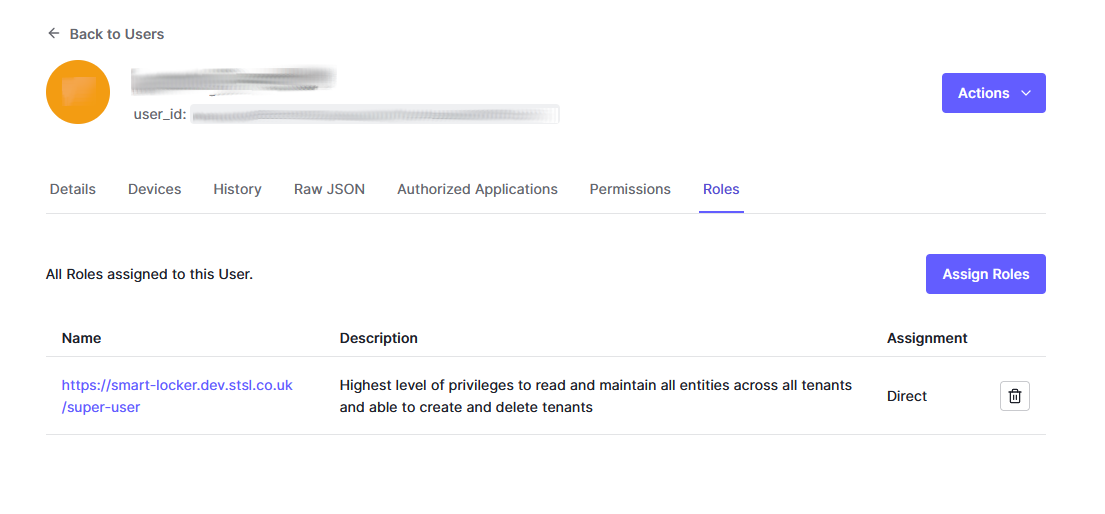 Back to Users
user_id:
Actions
Details Devices History Raw JSON Authorized Applications Permissions Roles
All Roles assigned to this User.
Assign Roles
Name Description Assignment
https://smart-locker.dev.stsl.co.uk
/super-user
Highest level of privileges to read and maintain all entities across all tenants
and able to create and delete tenants
Direct